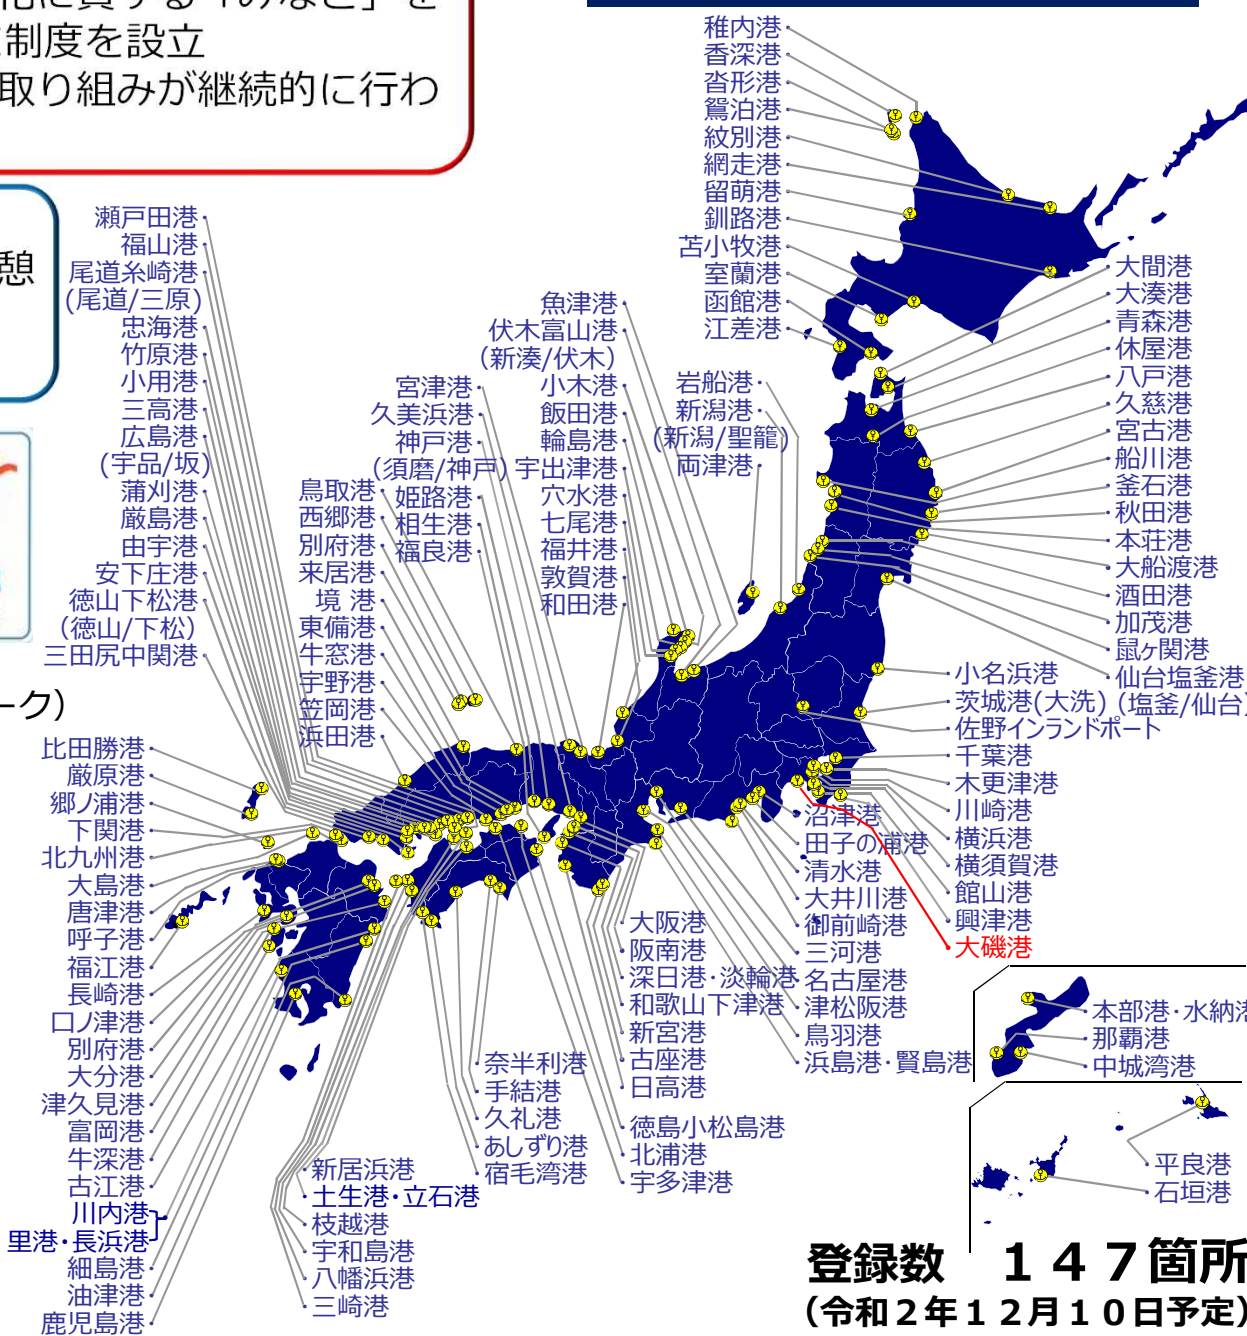 化に資する「みなと」を
に制度を設立
取り組みが継続的に行わ
憩
ーク）
稚内港
香深港
沓形港
鴛泊港
紋別港
網走港
留萌港
釧路港
苫小牧港
室蘭港
函館港
江差港
瀬戸田港
福山港
尾道糸崎港
(尾道/三原)
忠海港
竹原港
小用港
三高港
広島港
(宇品/坂)
蒲刈港
厳島港
由宇港
安下庄港
徳山下松港
(徳山/下松)
三田尻中関港
魚津港
伏木富山港
(新湊/伏木)
小木港
飯田港
輪島港
宇出津港
穴水港
七尾港
福井港
敦賀港
和田港
宮津港
久美浜港
神戸港
(須磨/神戸)
姫路港
相生港
福良港
岩船港
新潟港
(新潟/聖籠)
両津港
鳥取港
西郷港
別府港
来居港
境 港
東備港
牛窓港
宇野港
笠岡港
浜田港
大間港
大湊港
青森港
休屋港
八戸港
久慈港
宮古港
船川港
釜石港
秋田港
本荘港
大船渡港
酒田港
加茂港
鼠ヶ関港
仙台塩釜港
(塩釜/仙台)
小名浜港
茨城港(大洗)
佐野インランドポート
千葉港
木更津港
川崎港
横浜港
横須賀港
館山港
興津港
大磯港
沼津港
田子の浦港
清水港
大井川港
御前崎港
三河港
名古屋港
津松阪港
鳥羽港
浜島港・賢島港
比田勝港
厳原港
郷ノ浦港
下関港
北九州港
大島港
唐津港
呼子港
福江港
長崎港
口ノ津港
別府港
大分港
津久見港
富岡港
牛深港
古江港
川内港
里港・長浜港
細島港
油津港
鹿児島港
大阪港
阪南港
深日港・淡輪港
和歌山下津港
新宮港
古座港
日高港
徳島小松島港
北浦港
宇多津港
奈半利港
手結港
久礼港
あしずり港
宿毛湾港
新居浜港
土生港・立石港
枝越港
宇和島港
八幡浜港
三崎港
本部港・水納港
那覇港
中城湾港
平良港
石垣港
登録数　１４７箇所
（令和２年１２月１０日予定）